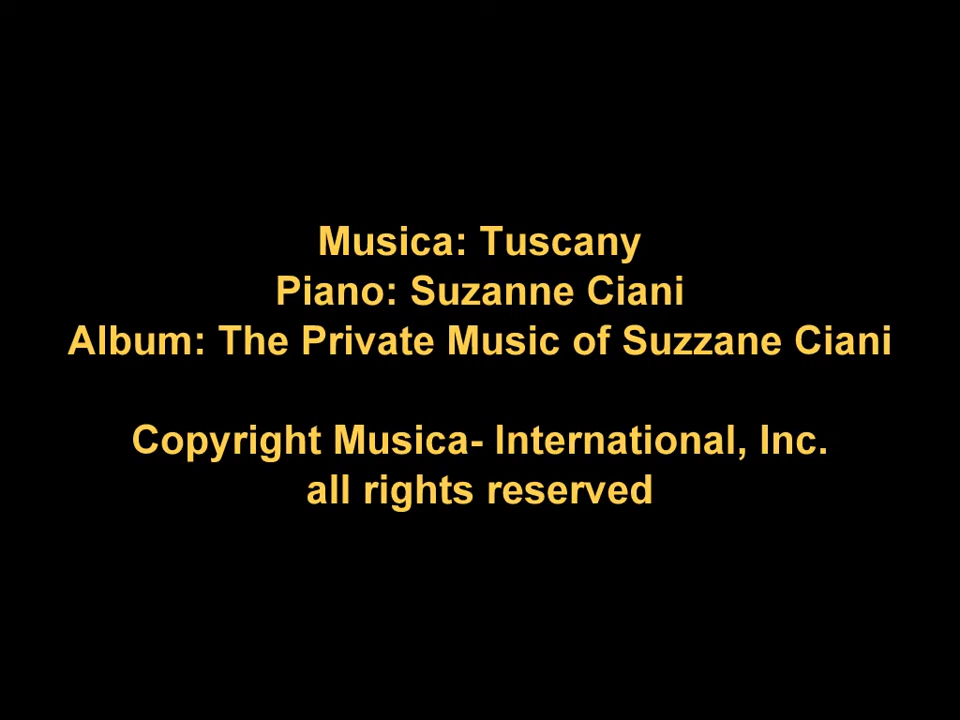 Musica: Tuscany
Piano: Suzanne Ciani
Album: The Private Music of Suzzane Ciani
Copyright Musica- International, Inc.
all rights reserved